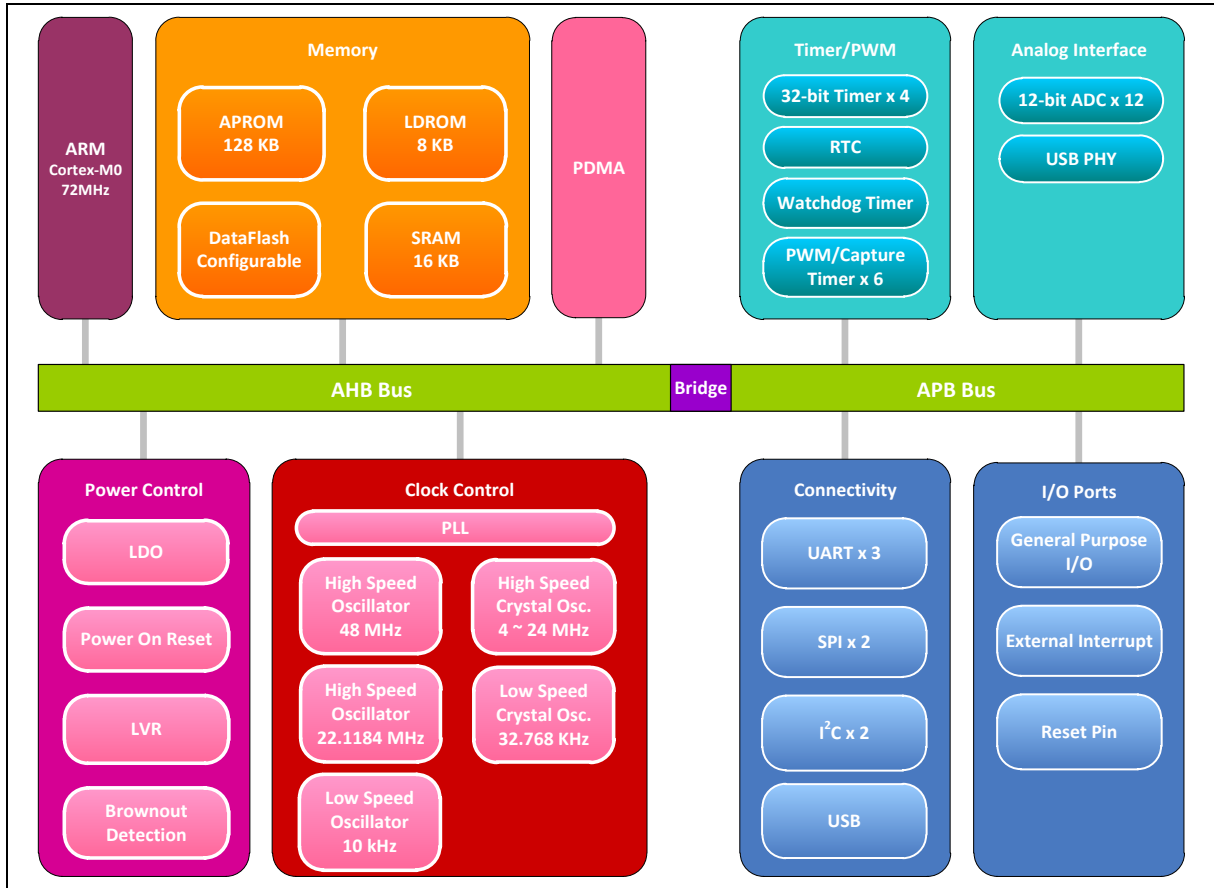 ARM
Cortex-M0
72MHz
Memory
APROM
128 KB
LDROM
8 KB
DataFlash
Configurable
SRAM
16 KB
PDMA
Timer/PWM
32-bit Timer x 4
RTC
Watchdog Timer
PWM/Capture
Timer x 6
Analog Interface
12-bit ADC x 12
USB PHY
AHB Bus
Bridge
APB Bus
Power Control
LDO
Power On Reset
LVR
Brownout
Detection
Clock Control
PLL
High Speed
Oscillator
48 MHz
High Speed
Crystal Osc.
4 ~ 24 MHz
High Speed
Oscillator
22.1184 MHz
Low Speed
Crystal Osc.
32.768 KHz
Low Speed
Oscillator
10 kHz
Connectivity
UART x 3
SPI x 2
I²C x 2
USB
I/O Ports
General Purpose
I/O
External Interrupt
Reset Pin